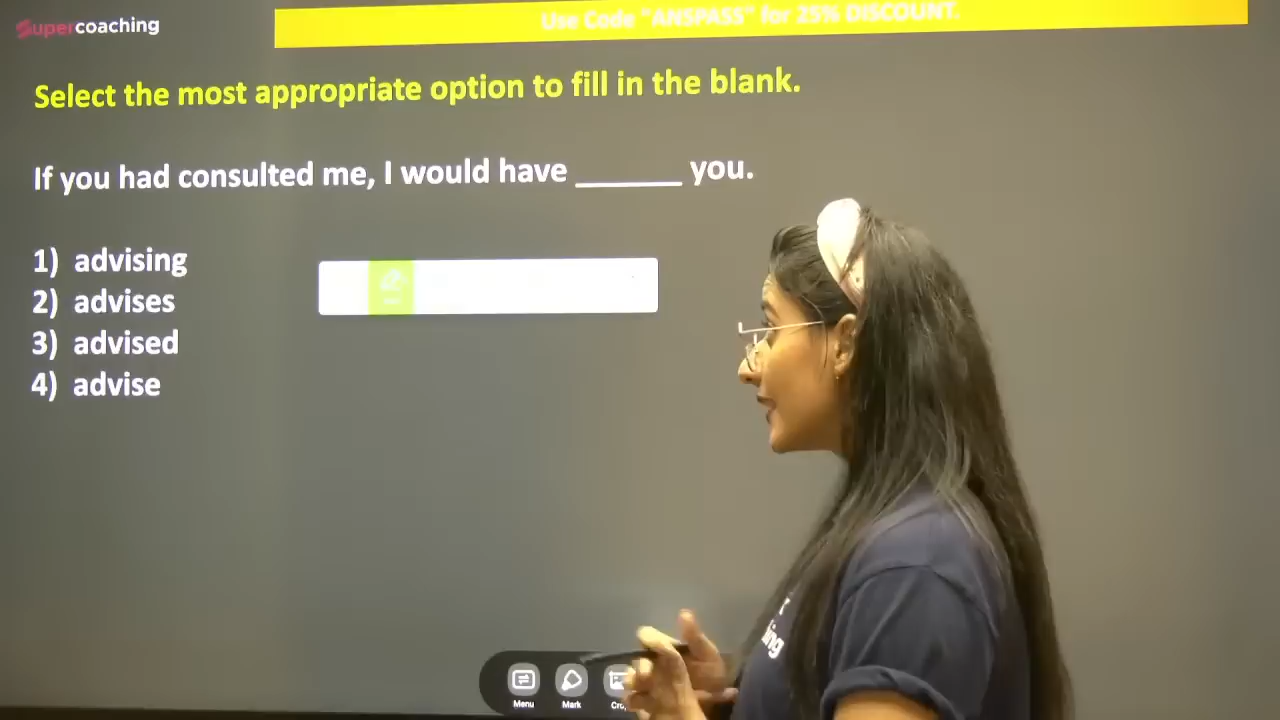 Supercoaching
Use Code "ANSPASS" for 25% DISCOUNT.
Select the most appropriate option to fill in the blank.
If you had consulted me, I would have ______ you.
1) advising
2) advises
3) advised
4) advise
Menu
Mark